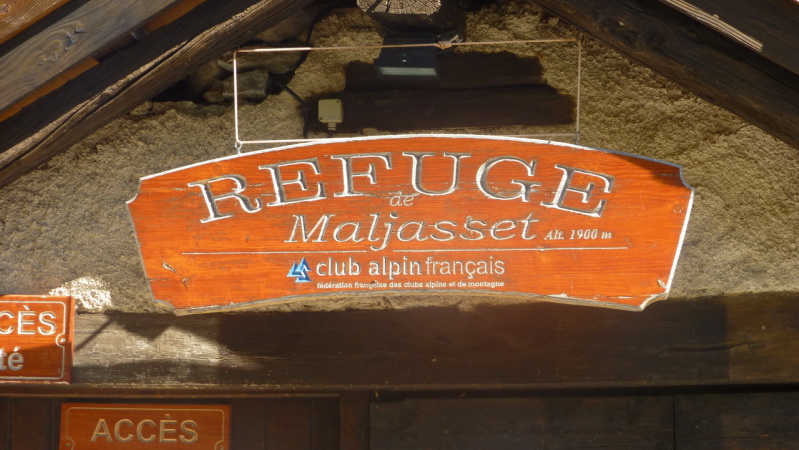 REFUGE
de
Maljasset Alt. 1900 m
club alpin français
fédération française des clubs alpins et de montagne
CÈS
té
ACCÈS